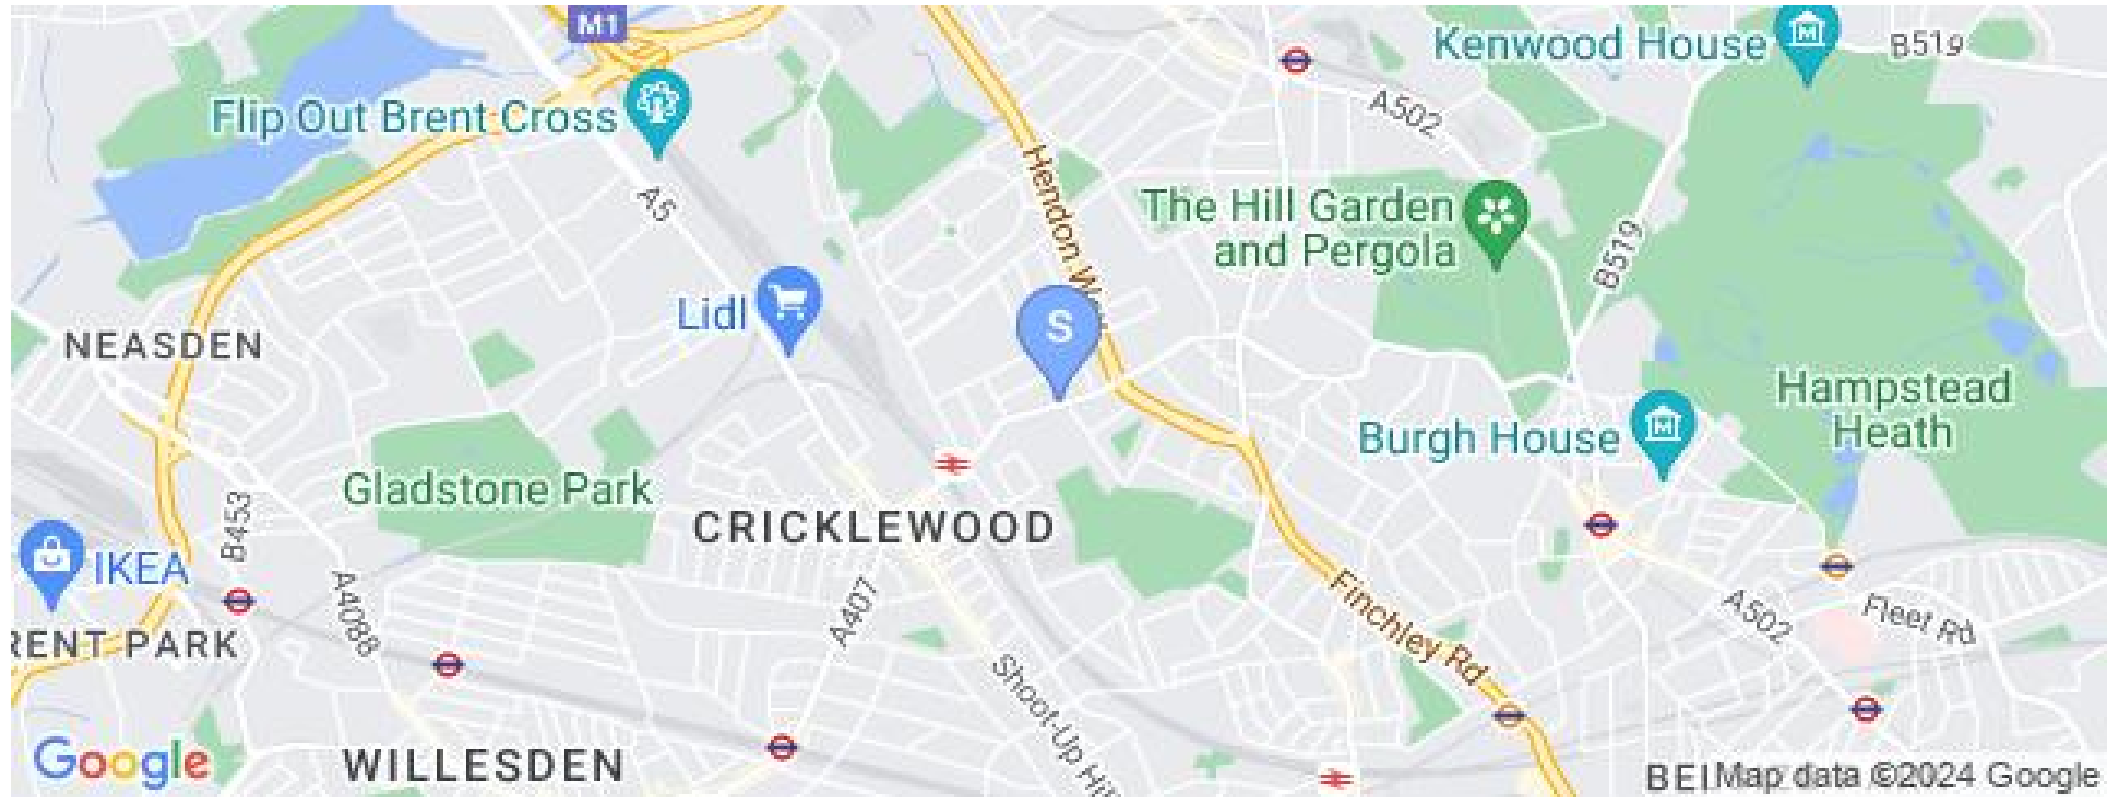 M1
Kenwood House
B519
Flip Out Brent Cross
A502
A5
Hendon Way
The Hill Garden
and Pergola
B519
Lidl
S
NEASDEN
Hampstead
Heath
Burgh House
Gladstone Park
B453
CRICKLEWOOD
IKEA
A4088
A407
Finchley Rd
A502
Fleet Rd
RENT PARK
Shoot-Up Hill
Google
WILLESDEN
BEL
Map data ©2024 Google